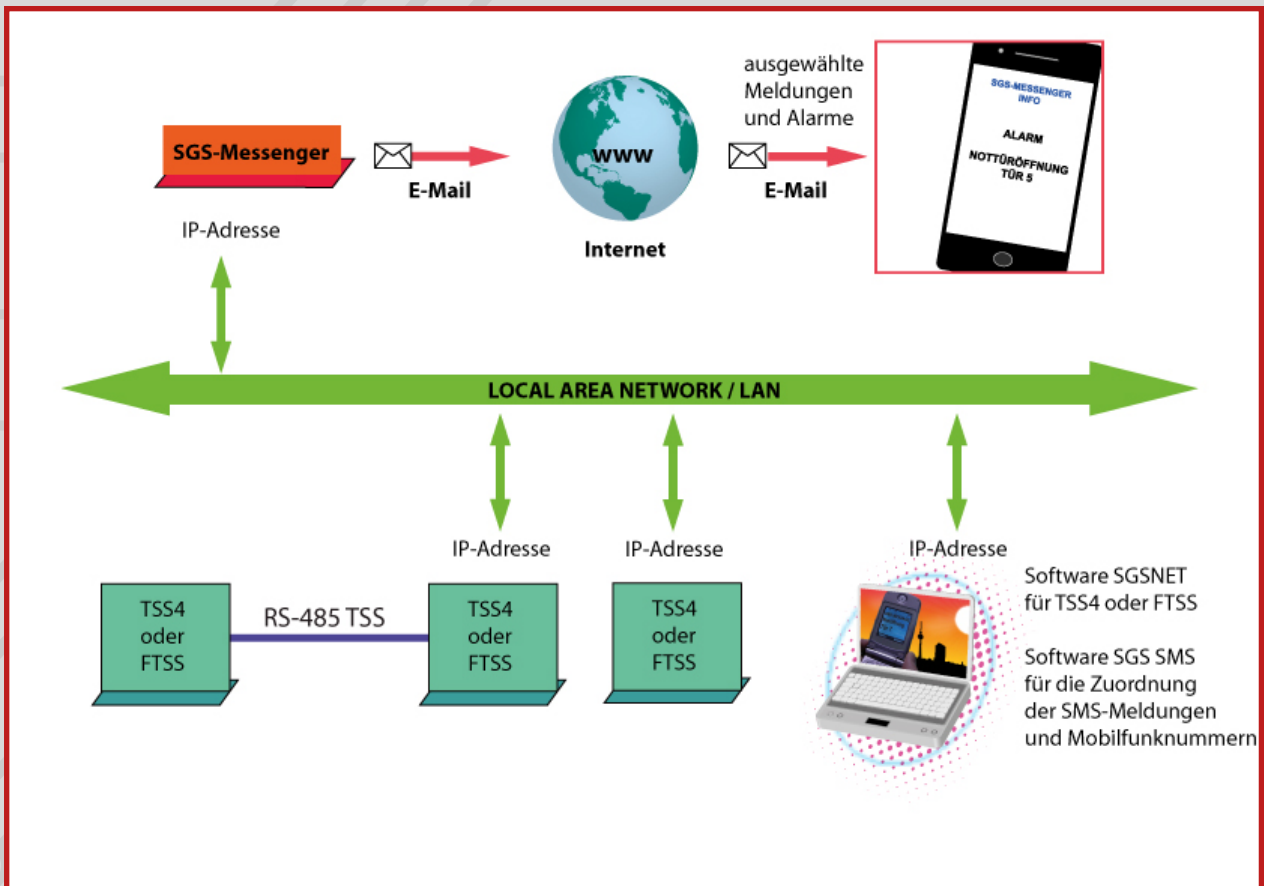 ausgewählte
Meldungen
und Alarme
SGS-MESSENGER
INFO
ALARM
NOTTÜRÖFFNUNG
TÜR 5
SGS-Messenger
E-Mail
www
E-Mail
Internet
IP-Adresse
LOCAL AREA NETWORK / LAN
IP-Adresse
IP-Adresse
IP-Adresse
TSS4
oder
FTSS
RS-485 TSS
TSS4
oder
FTSS
TSS4
oder
FTSS
Software SGSNET
für TSS4 oder FTSS
Software SGS SMS
für die Zuordnung
der SMS-Meldungen
und Mobilfunknummern